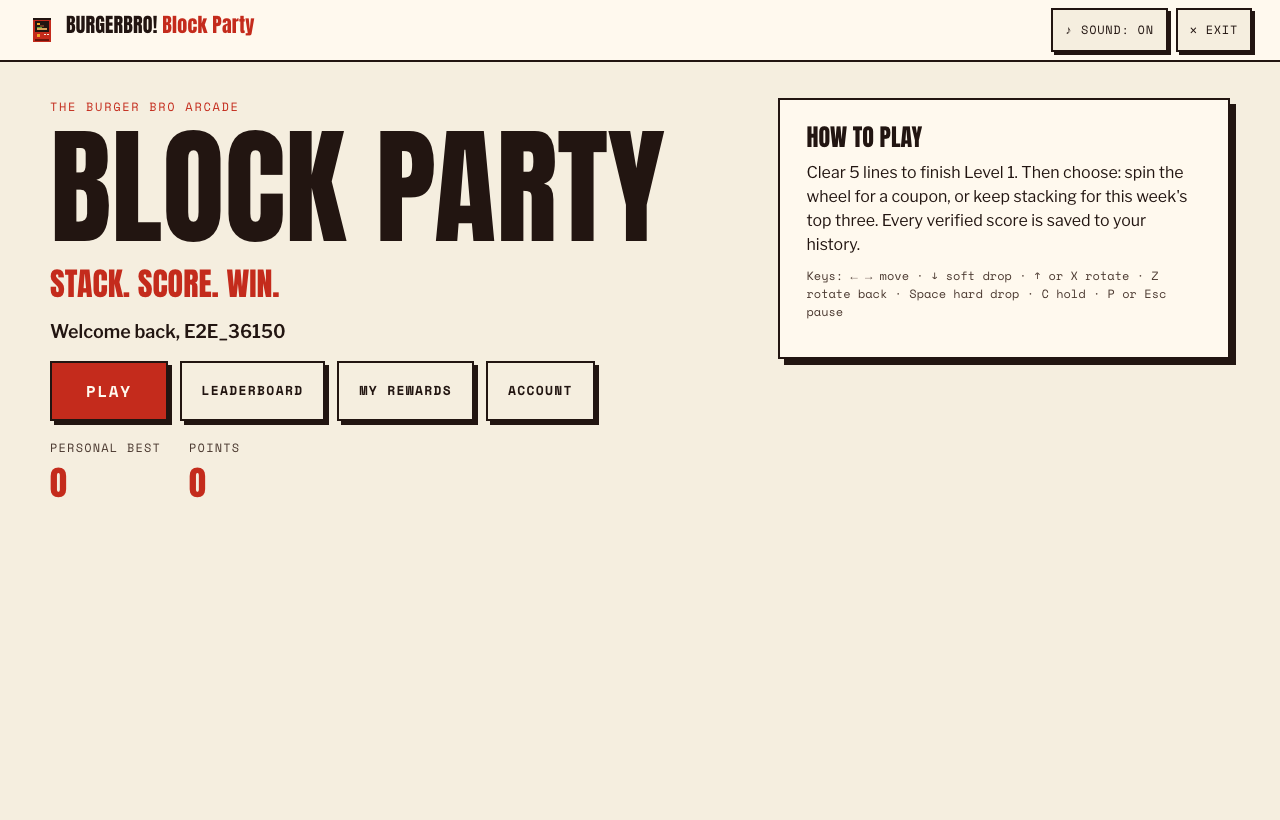 BURGERBRO! Block Party
♪ SOUND: ON
× EXIT
THE BURGER BRO ARCADE
BLOCK PARTY
STACK. SCORE. WIN.
Welcome back, E2E_36150
PLAY
LEADERBOARD
MY REWARDS
ACCOUNT
PERSONAL BEST
0
POINTS
0
HOW TO PLAY
Clear 5 lines to finish Level 1. Then choose: spin the
wheel for a coupon, or keep stacking for this week's
top three. Every verified score is saved to your
history.
Keys: ← → move · ↓ soft drop · ↑ or X rotate · Z
rotate back · Space hard drop · C hold · P or Esc
pause